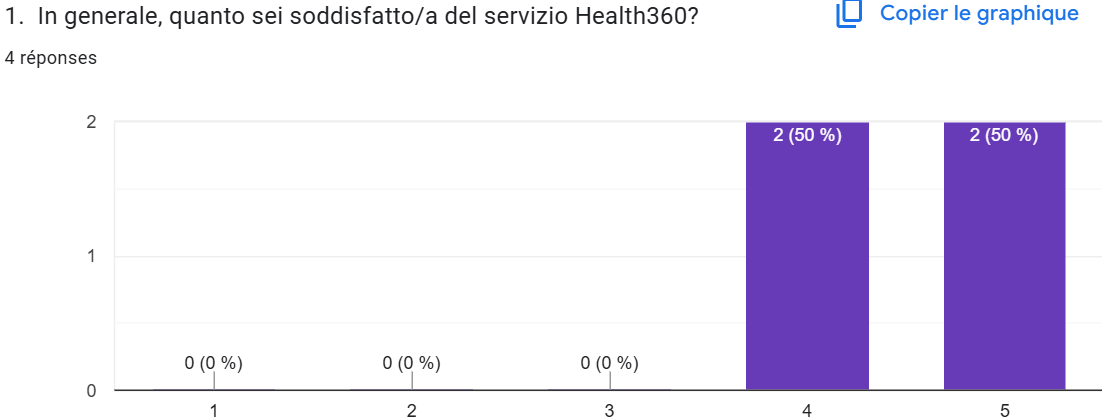 1. In generale, quanto sei soddisfatto/a del servizio Health360?
Copier le graphique
4 réponses
2
2 (50 %) 2 (50 %)
1
0 (0 %) 0 (0 %) 0 (0 %)
0
1 2 3 4 5